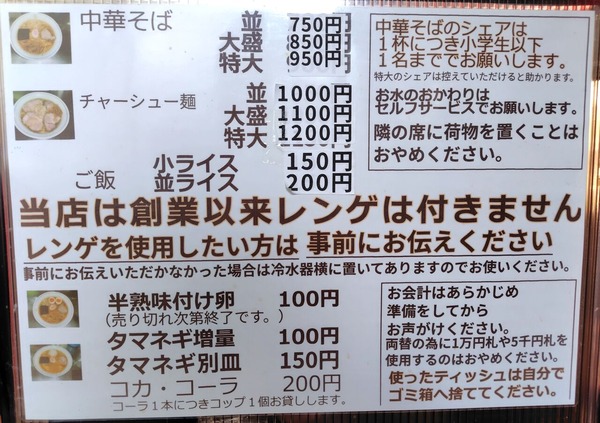 中華そば 並 750円
大盛 850円
特大 950円
チャーシュー麺 並 1000円
大盛 1100円
特大 1200円
ご飯 小ライス 150円
並ライス 200円
中華そばのシェアは
1杯につき小学生以下
1名まででお願いします。
特大のシェアは控えていただけると助かります。
お水のおかわりは
セルフサービスでお願いします。
隣の席に荷物を置くことは
おやめください。
当店は創業以来レンゲは付きません
レンゲを使用したい方は 事前にお伝えください
事前にお伝えいただかなかった場合は冷水器横に置いてありますのでお使いください。
半熟味付け卵 100円
(売り切れ次第終了です。)
タマネギ増量 100円
タマネギ別皿 150円
コカ・コーラ 200円
コーラ1本につきコップ1個お貸しします。
お会計はあらかじめ
準備をしてから
お声がけください。
両替の為に1万円札や5千円札を
使用するのはおやめください。
使ったティッシュは自分で
ゴミ箱へ捨ててください。